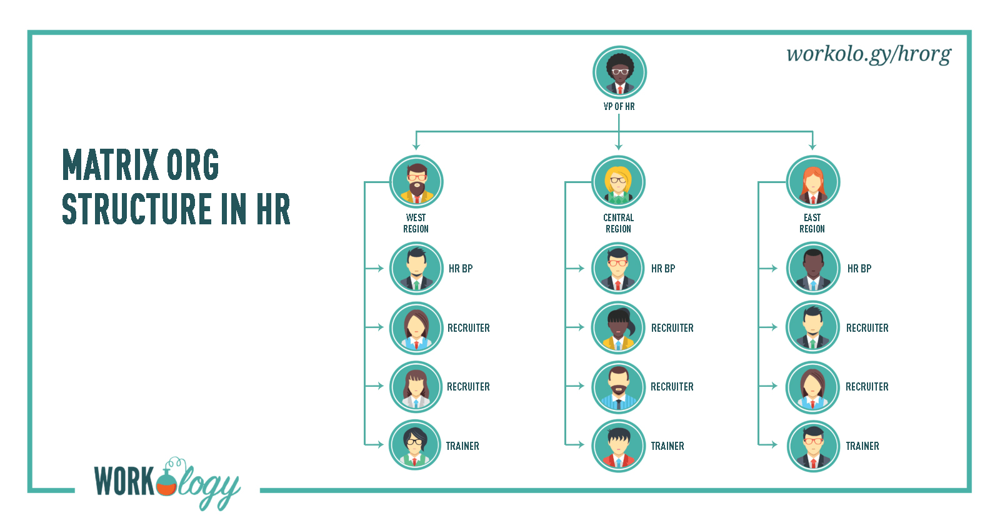 workolo.gy/hrorg
VP OF HR
MATRIX ORG
STRUCTURE IN HR
WEST
REGION
HR BP
RECRUITER
RECRUITER
TRAINER
CENTRAL
REGION
HR BP
RECRUITER
RECRUITER
TRAINER
EAST
REGION
HR BP
RECRUITER
RECRUITER
TRAINER
WORKology